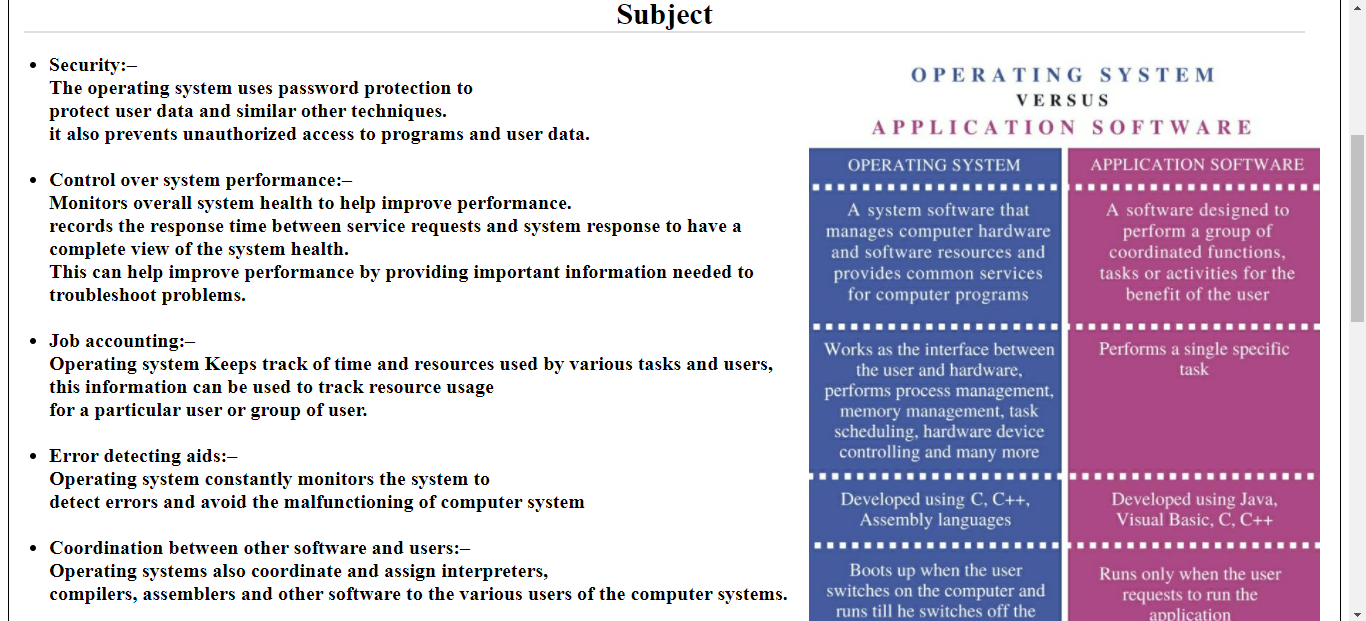 Subject
• Security:–
The operating system uses password protection to
protect user data and similar other techniques.
it also prevents unauthorized access to programs and user data.
• Control over system performance:–
Monitors overall system health to help improve performance.
records the response time between service requests and system response to have a
complete view of the system health.
This can help improve performance by providing important information needed to
troubleshoot problems.
• Job accounting:–
Operating system Keeps track of time and resources used by various tasks and users,
this information can be used to track resource usage
for a particular user or group of user.
• Error detecting aids:–
Operating system constantly monitors the system to
detect errors and avoid the malfunctioning of computer system
• Coordination between other software and users:–
Operating systems also coordinate and assign interpreters,
compilers, assemblers and other software to the various users of the computer systems.
OPERATING SYSTEM
VERSUS
APPLICATION SOFTWARE
OPERATING SYSTEM
A system software that
manages computer hardware
and software resources and
provides common services
for computer programs
Works as the interface between
the user and hardware,
performs process management,
memory management, task
scheduling, hardware device
controlling and many more
Developed using C, C++,
Assembly languages
Boots up when the user
switches on the computer and
runs till he switches off the
APPLICATION SOFTWARE
A software designed to
perform a group of
coordinated functions,
tasks or activities for the
benefit of the user
Performs a single specific
task
Developed using Java,
Visual Basic, C, C++
Runs only when the user
requests to run the
application